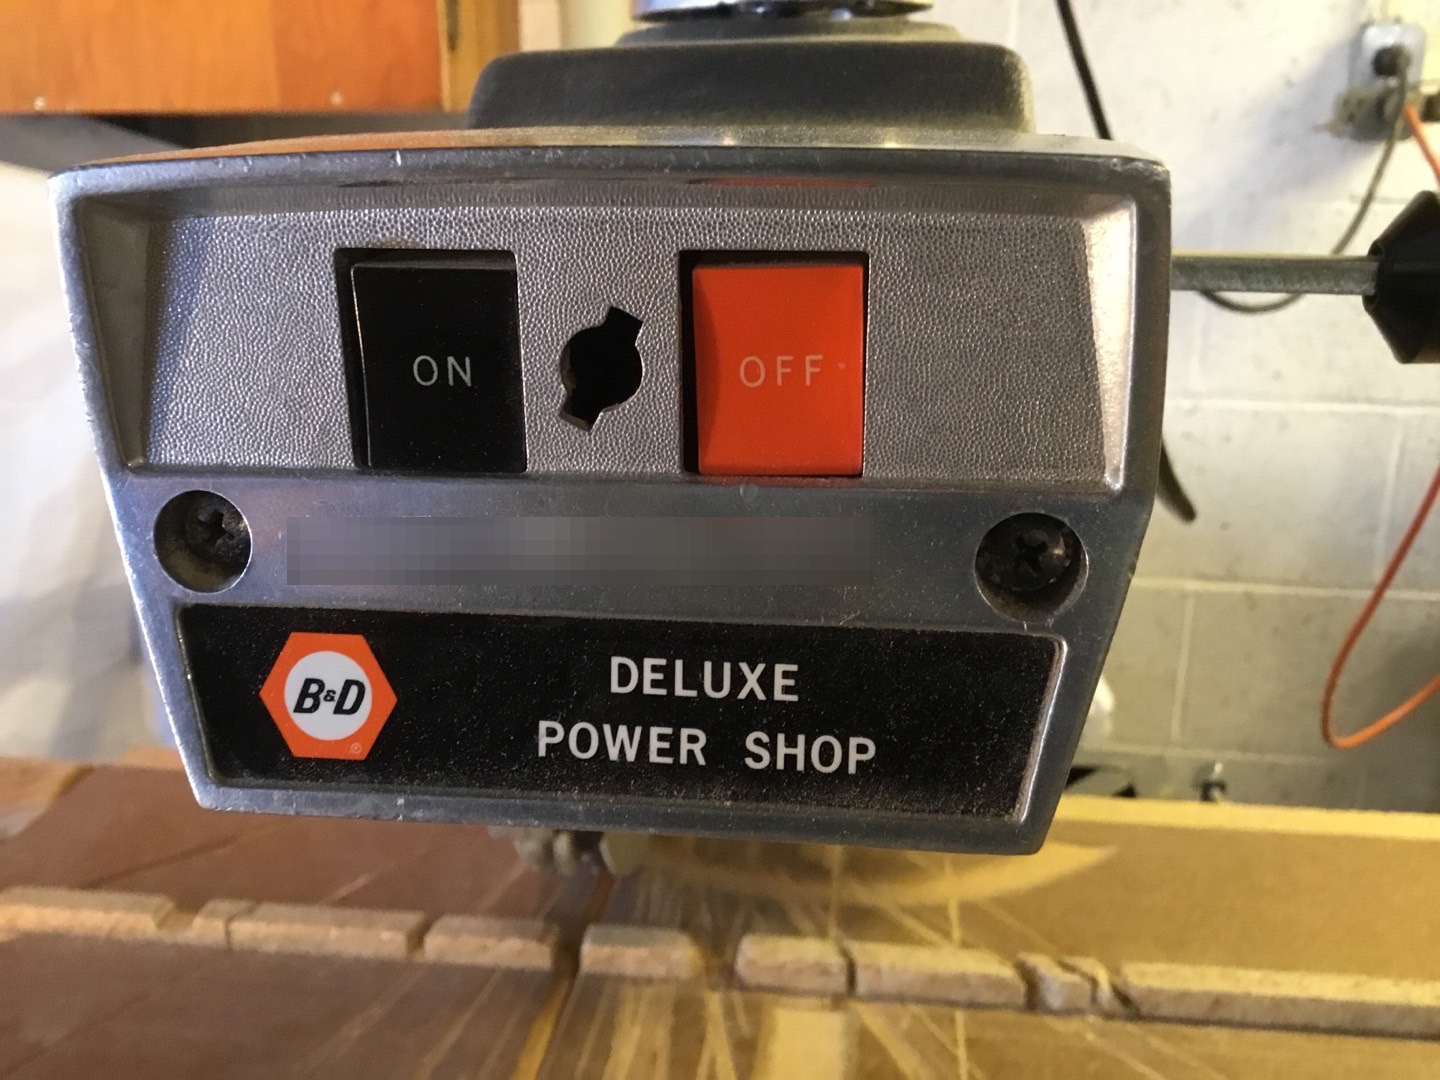 ON
OFF
B&D
®
DELUXE
POWER SHOP